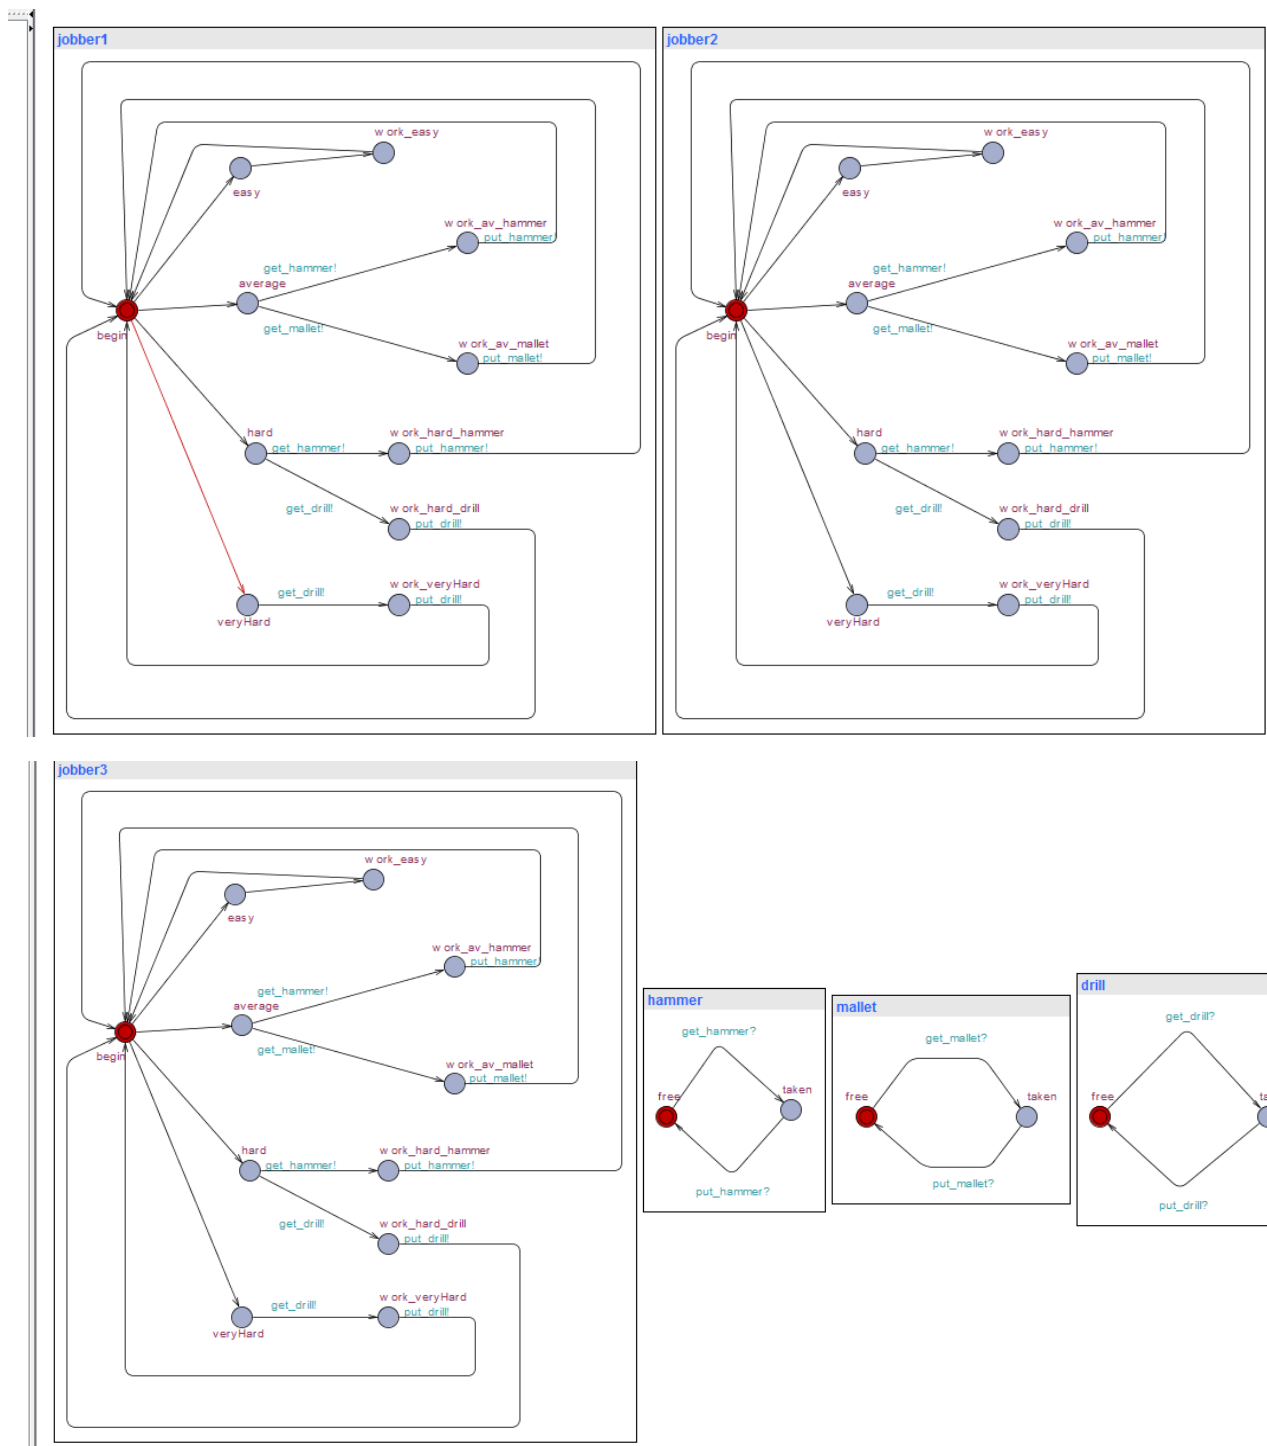 jobber1
work_easy
easy
work_av_hammer
put_hammer!
get_hammer!
average
begin
get_mallet!
work_av_mallet
put_mallet!
hard
work_hard_hammer
get_hammer!
put_hammer!
get_drill!
work_hard_drill
put_drill!
get_drill!
work_veryHard
put_drill!
veryHard
jobber2
work_easy
easy
work_av_hammer
put_hammer!
get_hammer!
average
begin
get_mallet!
work_av_mallet
put_mallet!
hard
work_hard_hammer
get_hammer!
put_hammer!
get_drill!
work_hard_drill
put_drill!
get_drill!
work_veryHard
put_drill!
veryHard
jobber3
work_easy
easy
work_av_hammer
put_hammer!
get_hammer!
average
begin
get_mallet!
work_av_mallet
put_mallet!
hard
work_hard_hammer
get_hammer!
put_hammer!
get_drill!
work_hard_drill
put_drill!
get_drill!
work_veryHard
put_drill!
veryHard
hammer
get_hammer?
free
taken
put_hammer?
mallet
get_mallet?
free
taken
put_mallet?
drill
get_drill?
free
put_drill?